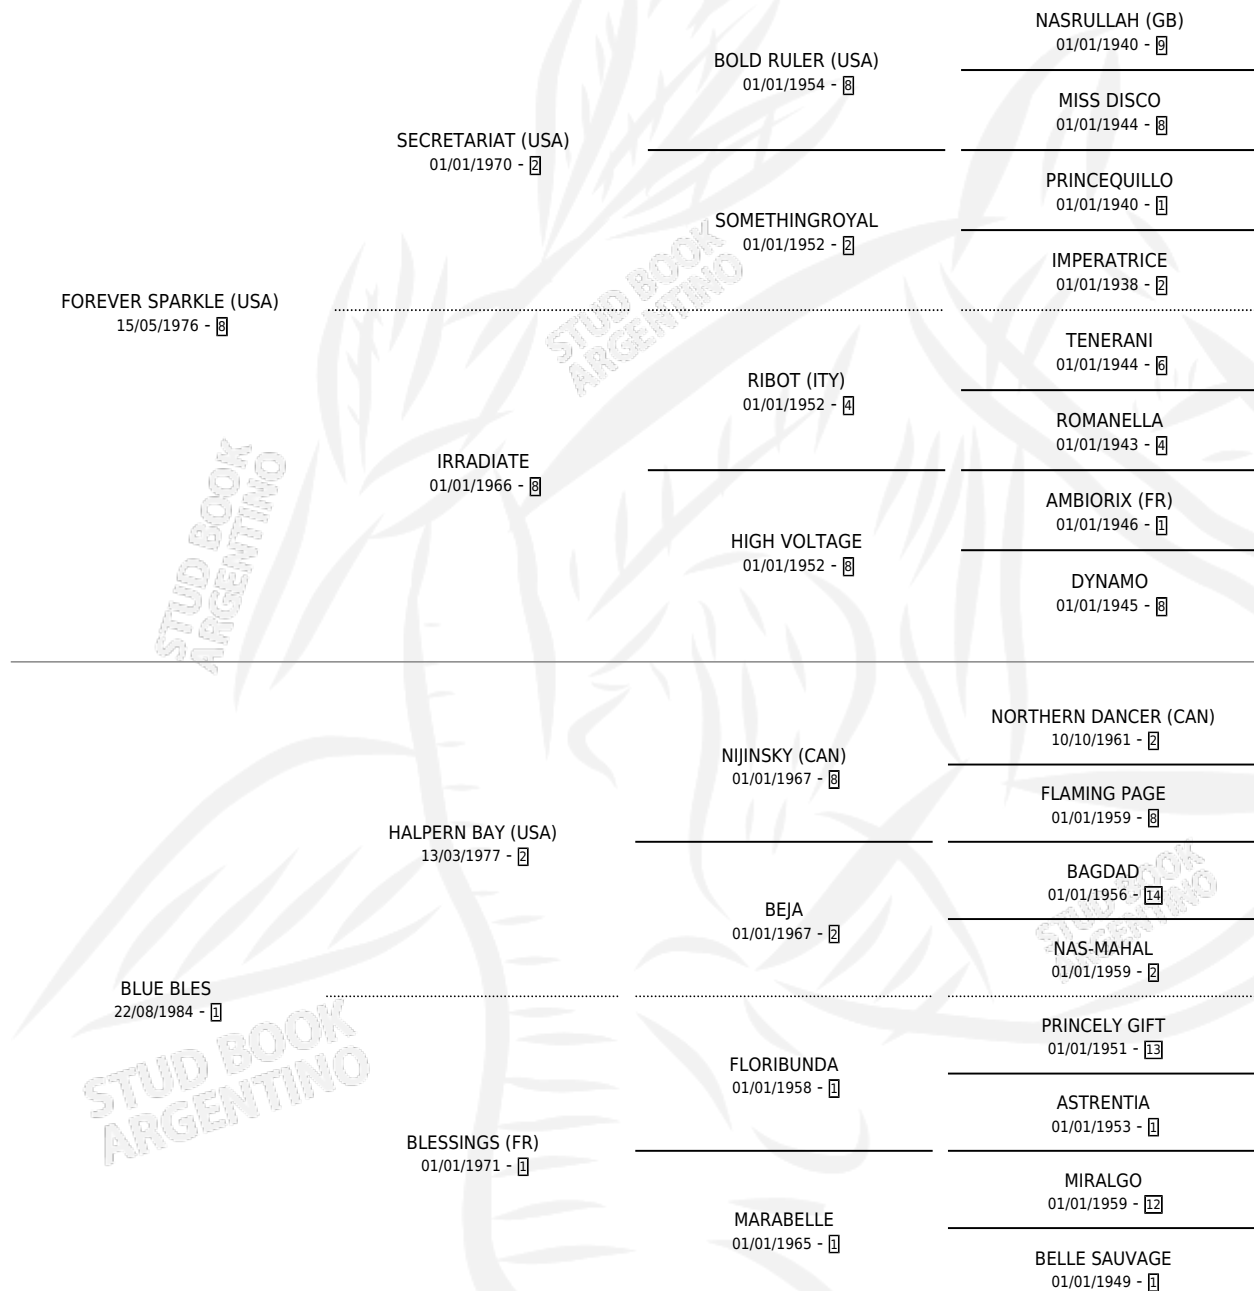 NASRULLAH (GB)
01/01/1940 - 9
BOLD RULER (USA)
01/01/1954 - 8
MISS DISCO
01/01/1944 - 8
SECRETARIAT (USA)
01/01/1970 - 2
PRINCEQUILLO
01/01/1940 - 1
SOMETHINGROYAL
01/01/1952 - 2
IMPERATRICE
01/01/1938 - 2
FOREVER SPARKLE (USA)
15/05/1976 - 8
TENERANI
01/01/1944 - 6
RIBOT (ITY)
01/01/1952 - 4
ROMANELLA
01/01/1943 - 4
IRRADIATE
01/01/1966 - 8
AMBIORIX (FR)
01/01/1946 - 1
HIGH VOLTAGE
01/01/1952 - 8
DYNAMO
01/01/1945 - 8
NORTHERN DANCER (CAN)
10/10/1961 - 2
NIJINSKY (CAN)
01/01/1967 - 8
FLAMING PAGE
01/01/1959 - 8
HALPERN BAY (USA)
13/03/1977 - 2
BAGDAD
01/01/1956 - 14
BEJA
01/01/1967 - 2
NAS-MAHAL
01/01/1959 - 2
BLUE BLES
22/08/1984 - 1
PRINCELY GIFT
01/01/1951 - 13
FLORIBUNDA
01/01/1958 - 1
ASTRENTIA
01/01/1953 - 1
BLESSINGS (FR)
01/01/1971 - 1
MIRALGO
01/01/1959 - 12
MARABELLE
01/01/1965 - 1
BELLE SAUVAGE
01/01/1949 - 1
STUD BOOK
ARGENTINO
STUD BOOK
ARGENTINO
STUD BOOK
ARGENTINO
STUD BOOK
ARGENTINO